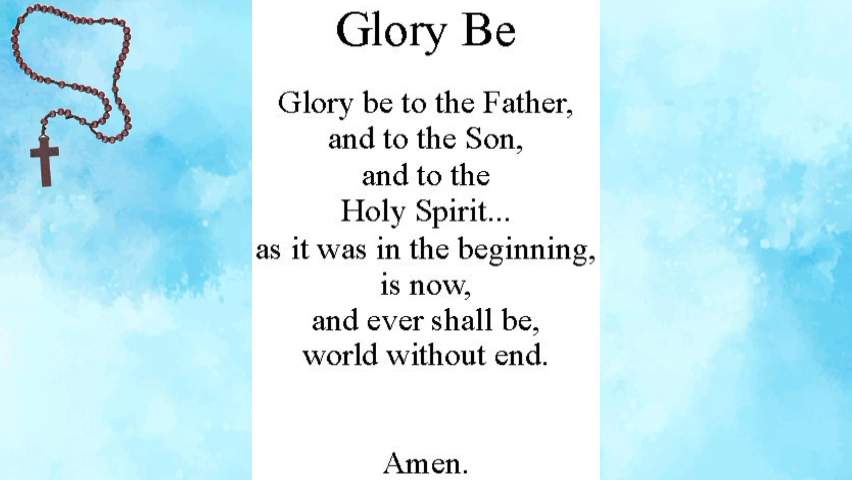 Glory Be
Glory be to the Father,
and to the Son,
and to the
Holy Spirit...
as it was in the beginning,
is now,
and ever shall be,
world without end.
Amen.